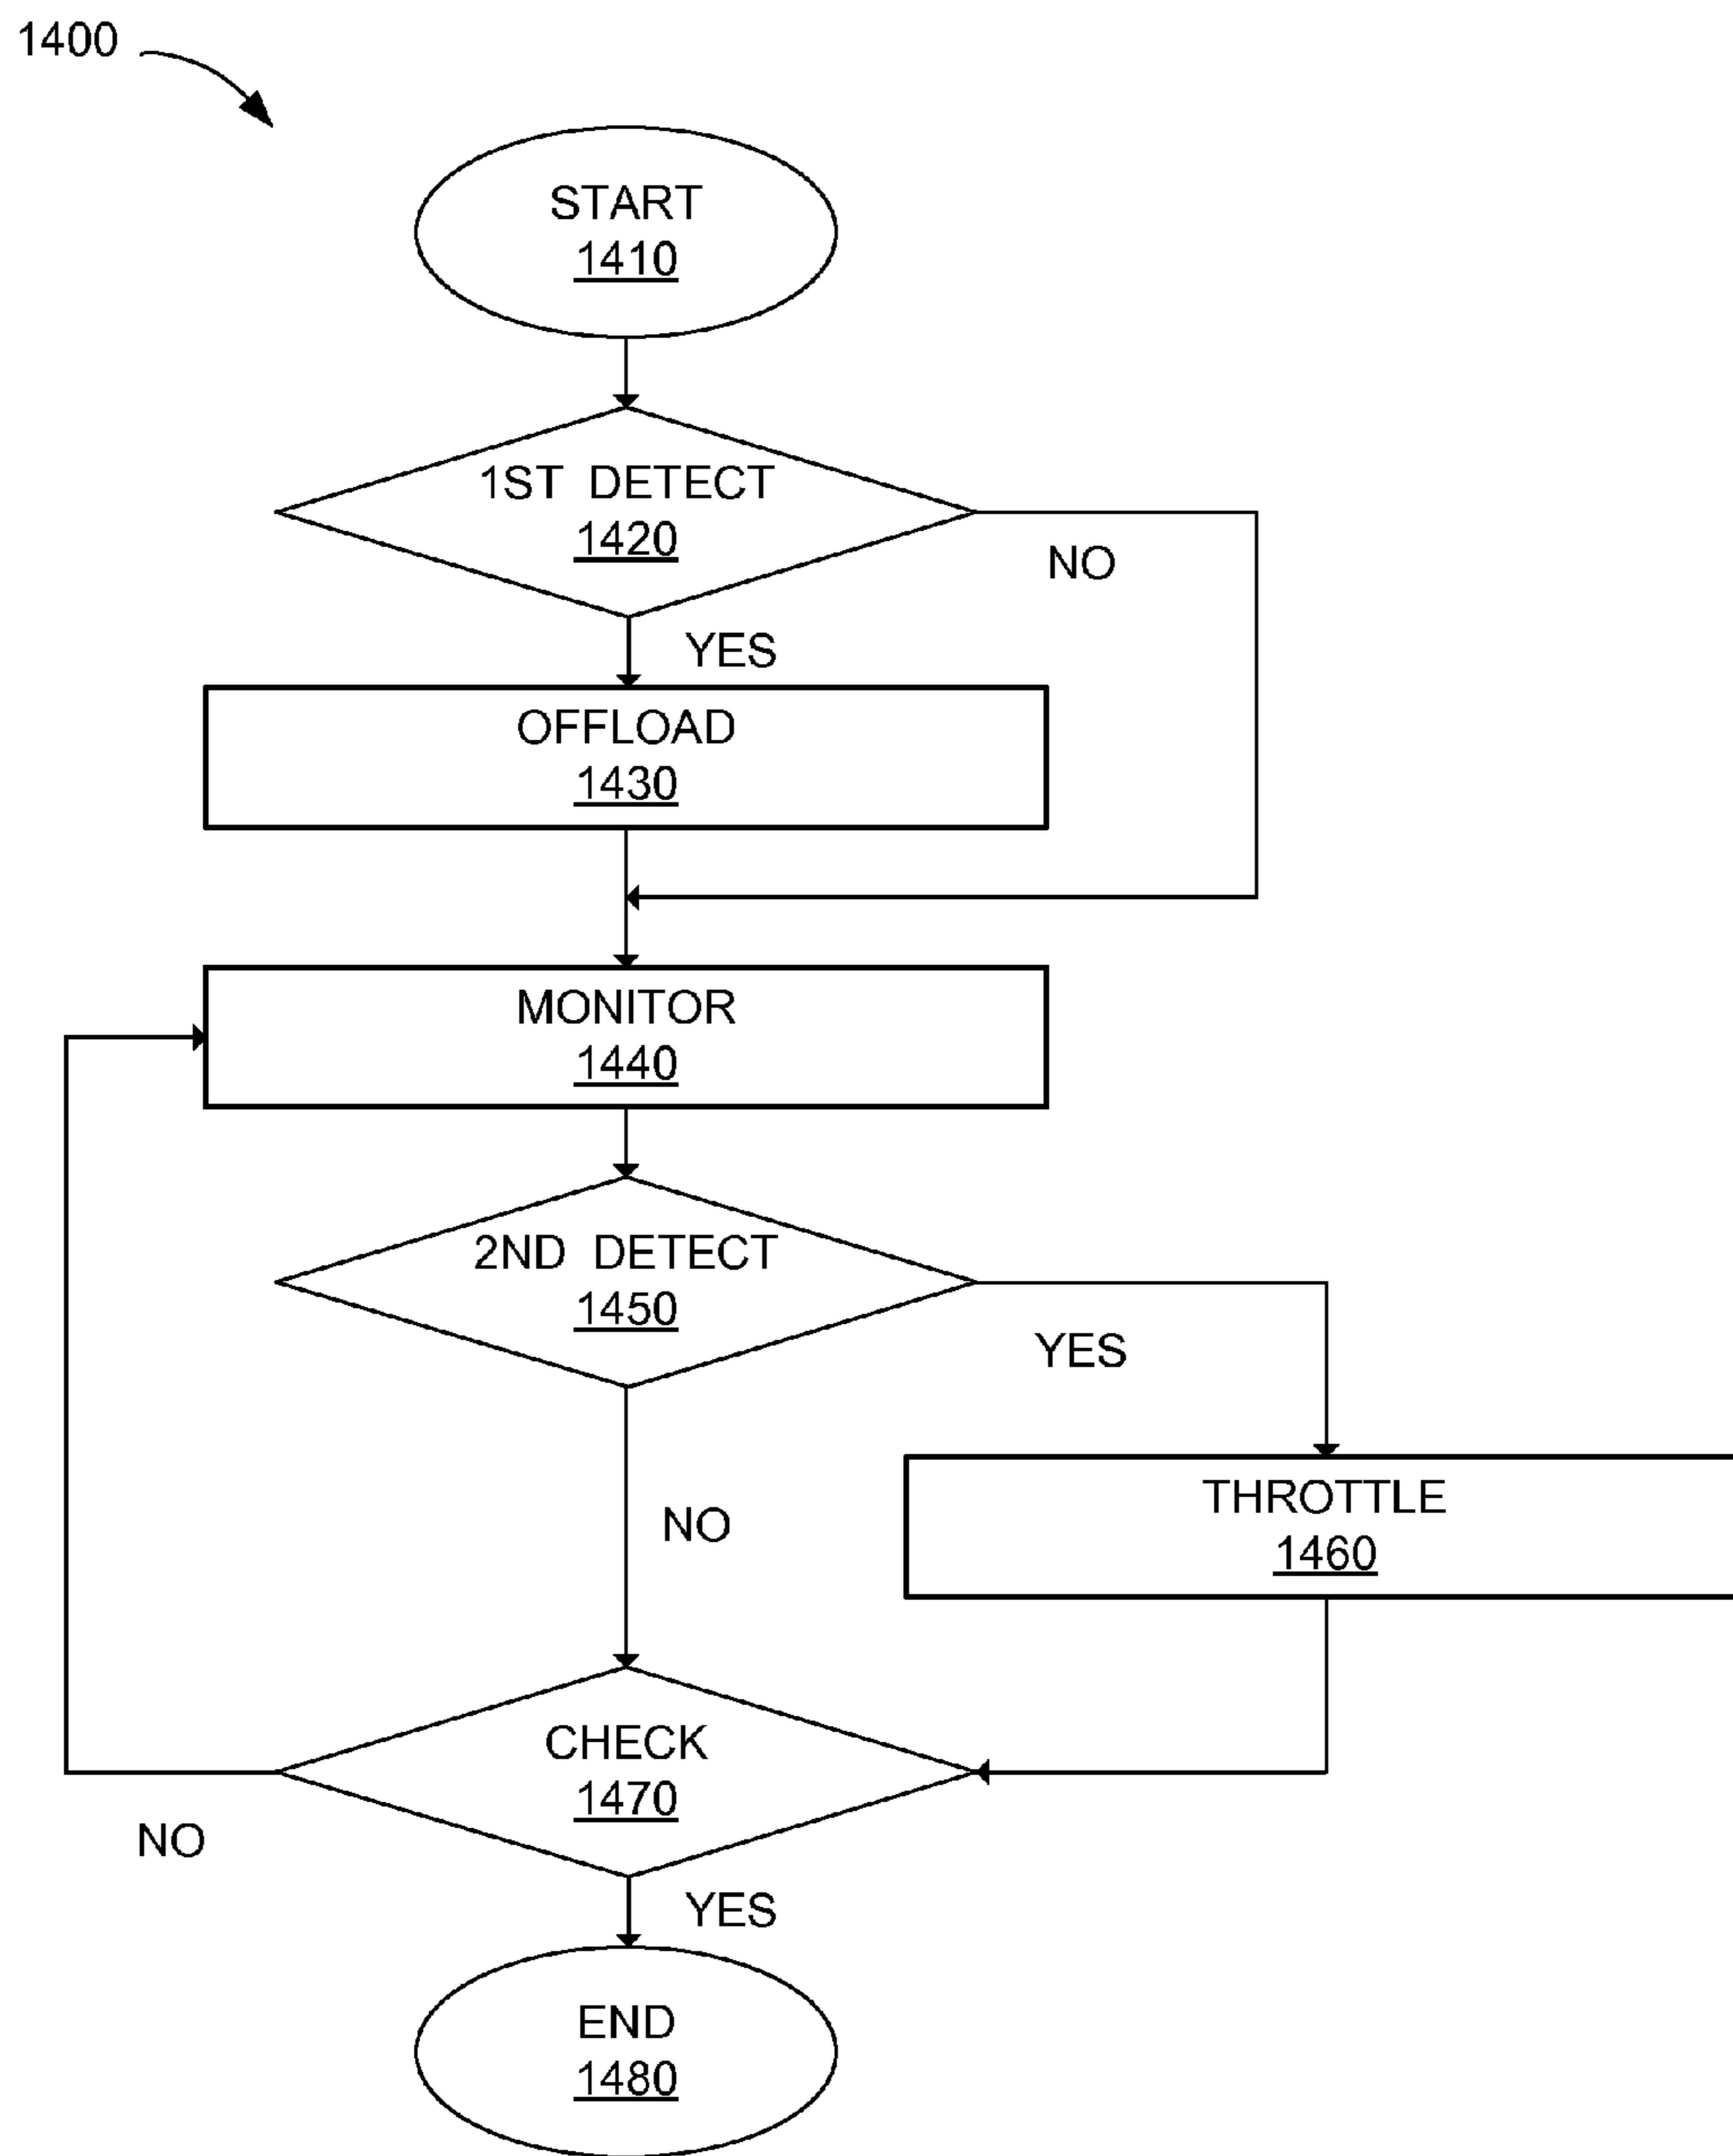 1400
START
1410
1ST DETECT
1420
NO
YES
OFFLOAD
1430
MONITOR
1440
2ND DETECT
1450
YES
THROTTLE
1460
NO
CHECK
1470
NO
YES
END
1480